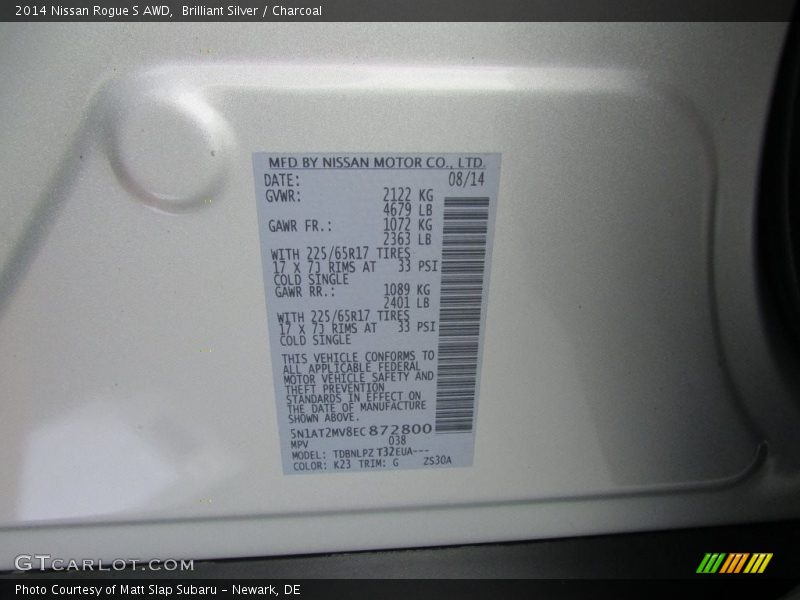 2014 Nissan Rogue S AWD,  Brilliant Silver / Charcoal
MFD BY NISSAN MOTOR CO., LTD.
DATE: 08/14
GVWR: 2122 KG
4679 LB
GAWR FR.: 1072 KG
2363 LB
WITH 225/65R17 TIRES
17 X 7J RIMS AT 33 PSI
COLD SINGLE
GAWR RR.: 1089 KG
2401 LB
WITH 225/65R17 TIRES
17 X 7J RIMS AT 33 PSI
COLD SINGLE
THIS VEHICLE CONFORMS TO
ALL APPLICABLE FEDERAL
MOTOR VEHICLE SAFETY AND
THEFT PREVENTION
STANDARDS IN EFFECT ON
THE DATE OF MANUFACTURE
SHOWN ABOVE.
5N1AT2MV8EC872800
MPV 038
MODEL: TDBNLPZ T32EUA---
COLOR: K23 TRIM: G ZS30A
GTCARLOT.COM
Photo Courtesy of Matt Slap Subaru – Newark, DE